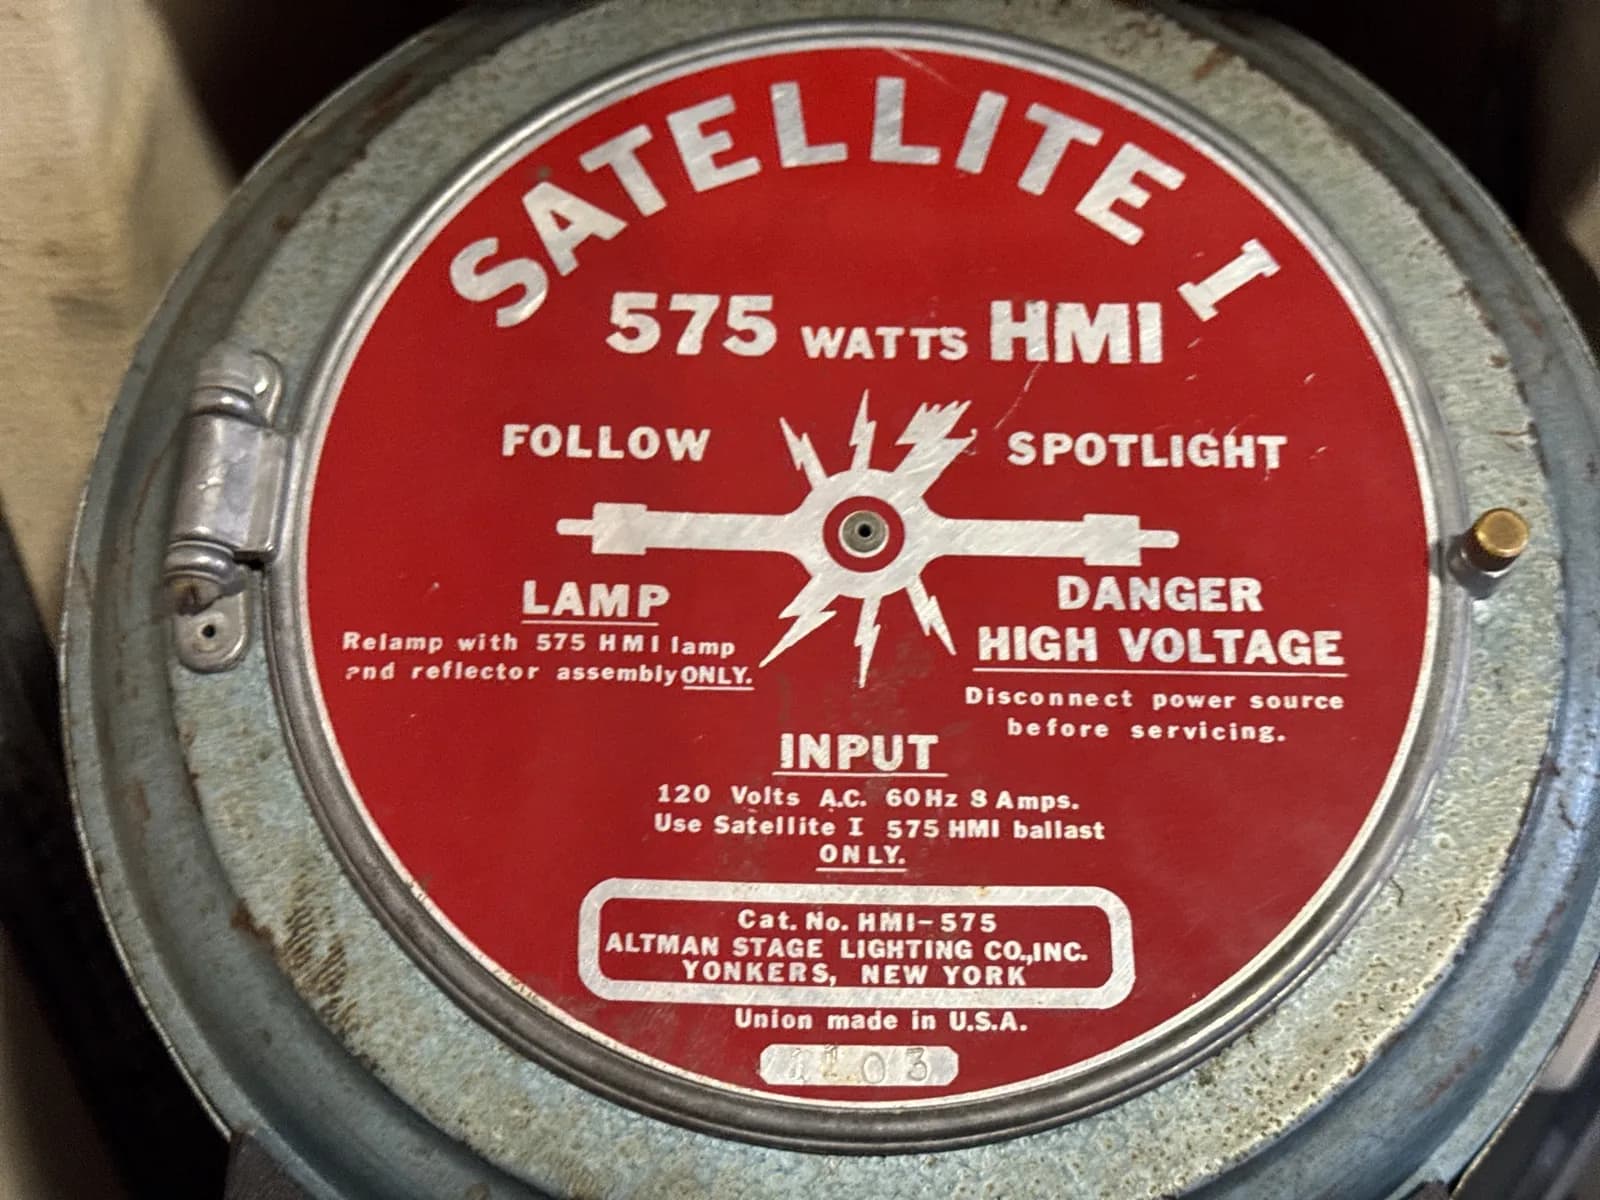 SATELLITE I
575 WATTS HMI
FOLLOW SPOTLIGHT
LAMP
Relamp with 575 HMI lamp
and reflector assembly ONLY.
DANGER
HIGH VOLTAGE
Disconnect power source
before servicing.
INPUT
120 Volts A.C. 60Hz 8 Amps.
Use Satellite I 575 HMI ballast
ONLY.
Cat. No. HMI-575
ALTMAN STAGE LIGHTING CO.,INC.
YONKERS, NEW YORK
Union made in U.S.A.